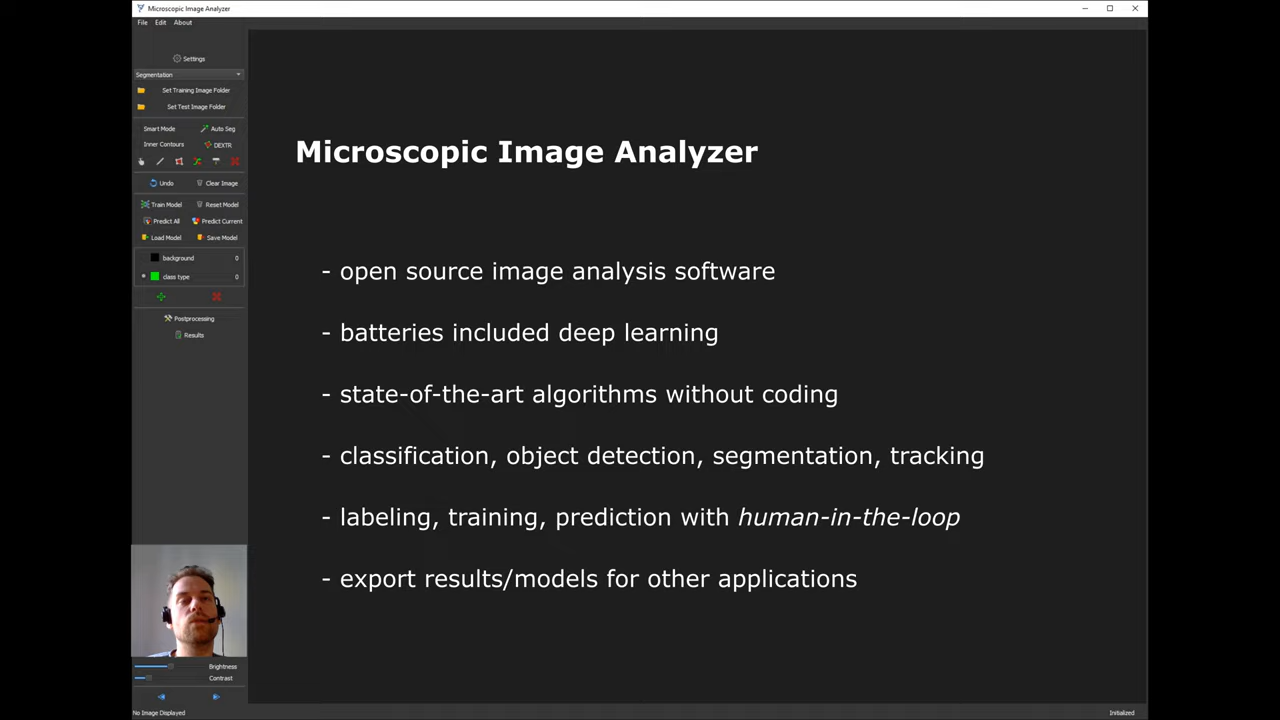 Microscopic Image Analyzer
File Edit About
Settings
Segmentation
Set Training Image Folder
Set Test Image Folder
Smart Mode Auto Seg
Inner Contours DEXTR
Undo Clear Image
Train Model Reset Model
Predict All Predict Current
Load Model Save Model
background 0
class type 0
Postprocessing
Results
Microscopic Image Analyzer
- open source image analysis software
- batteries included deep learning
- state-of-the-art algorithms without coding
- classification, object detection, segmentation, tracking
- labeling, training, prediction with human-in-the-loop
- export results/models for other applications
Brightness
Contrast
No Image Displayed Initialized